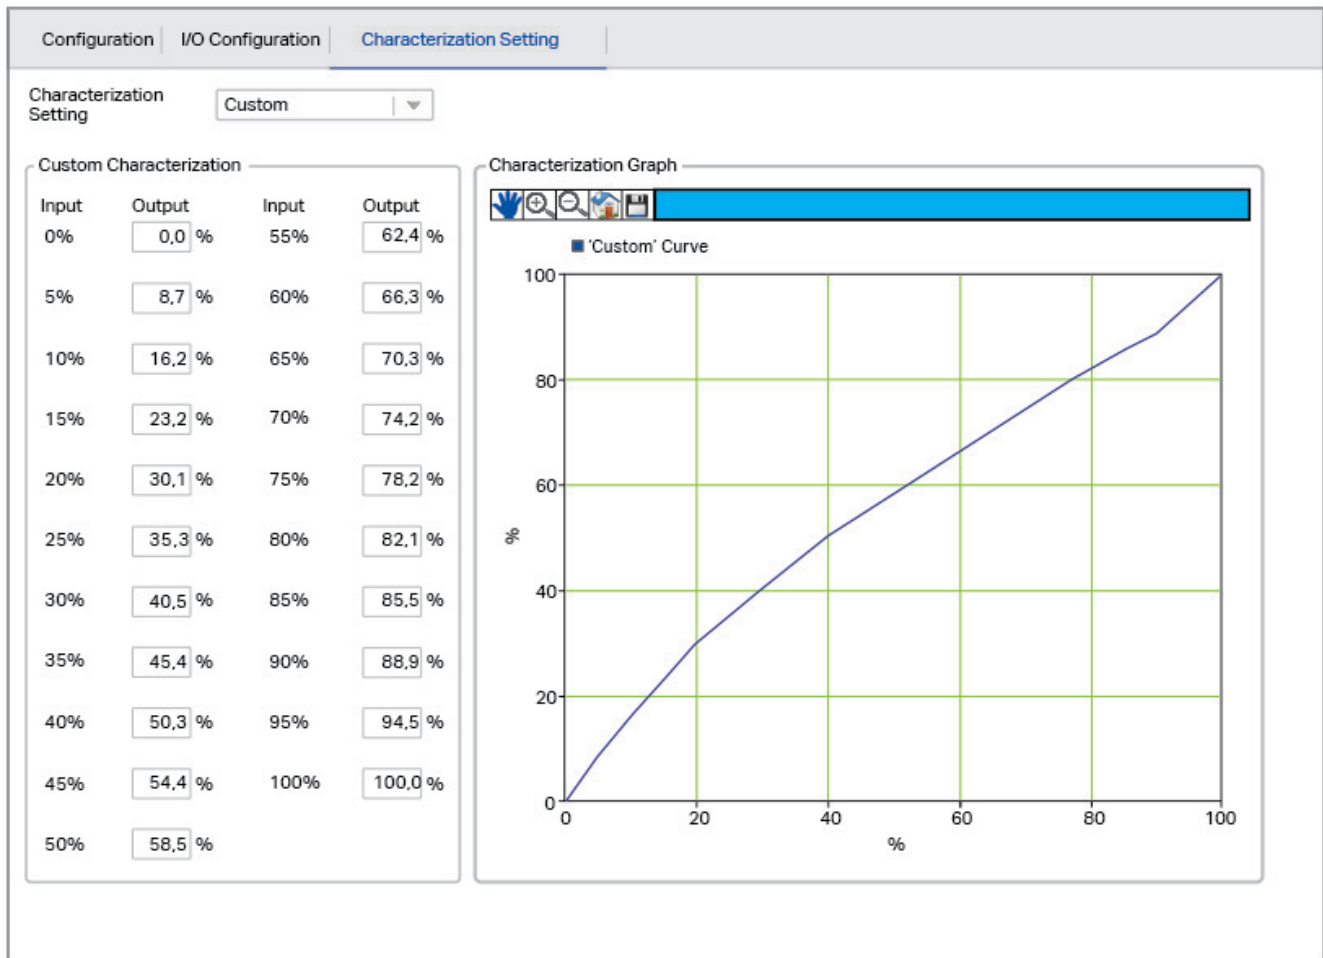 Configuration I/O Configuration Characterization Setting
Characterization
Setting
Custom
Custom Characterization
Input Output Input Output
0% 0,0 % 55% 62,4 %
5% 8,7 % 60% 66,3 %
10% 16,2 % 65% 70,3 %
15% 23,2 % 70% 74,2 %
20% 30,1 % 75% 78,2 %
25% 35,3 % 80% 82,1 %
30% 40,5 % 85% 85,5 %
35% 45,4 % 90% 88,9 %
40% 50,3 % 95% 94,5 %
45% 54,4 % 100% 100,0 %
50% 58,5 %
Characterization Graph
'Custom' Curve
100
80
60
%
40
20
0
0 20 40 60 80 100
%